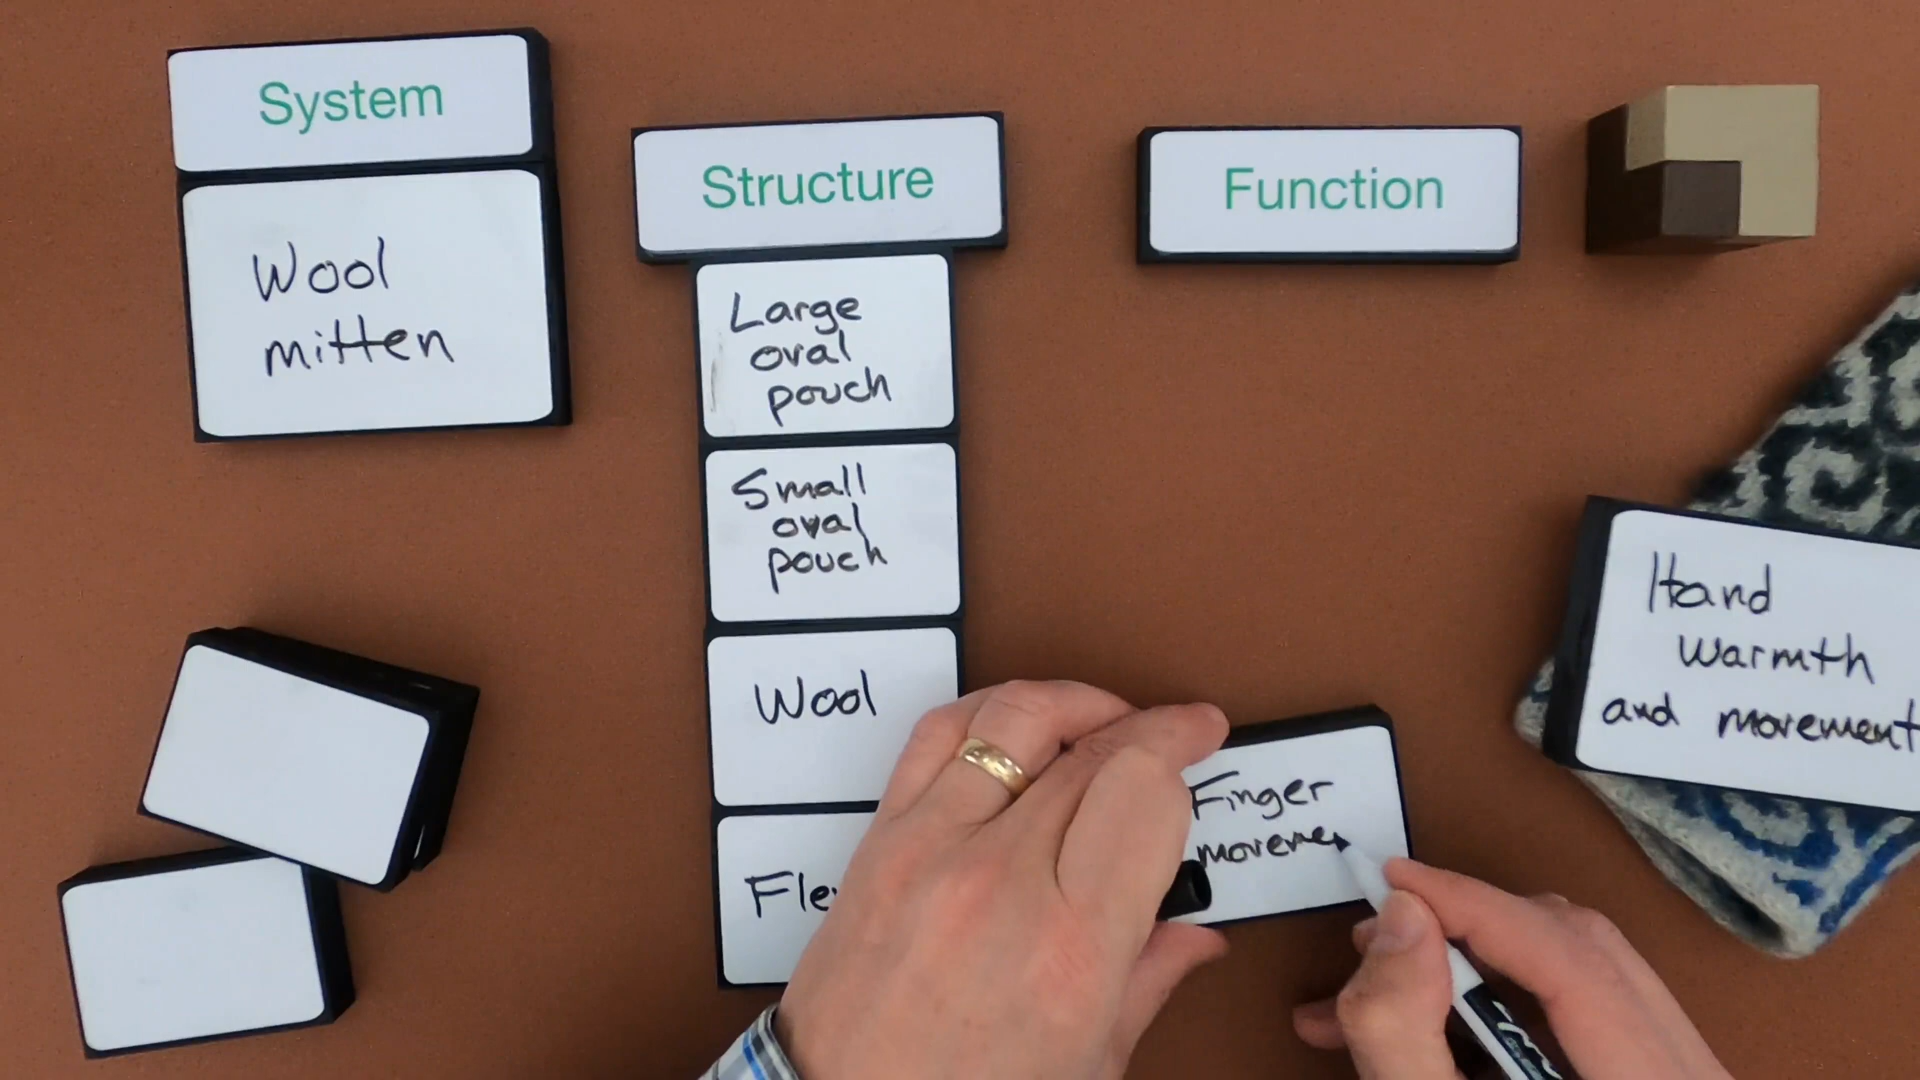 System
Wool
mitten
Structure
Large
oval
pouch
Small
oval
pouch
Wool
Function
Finger
Hand
warmth
and movement